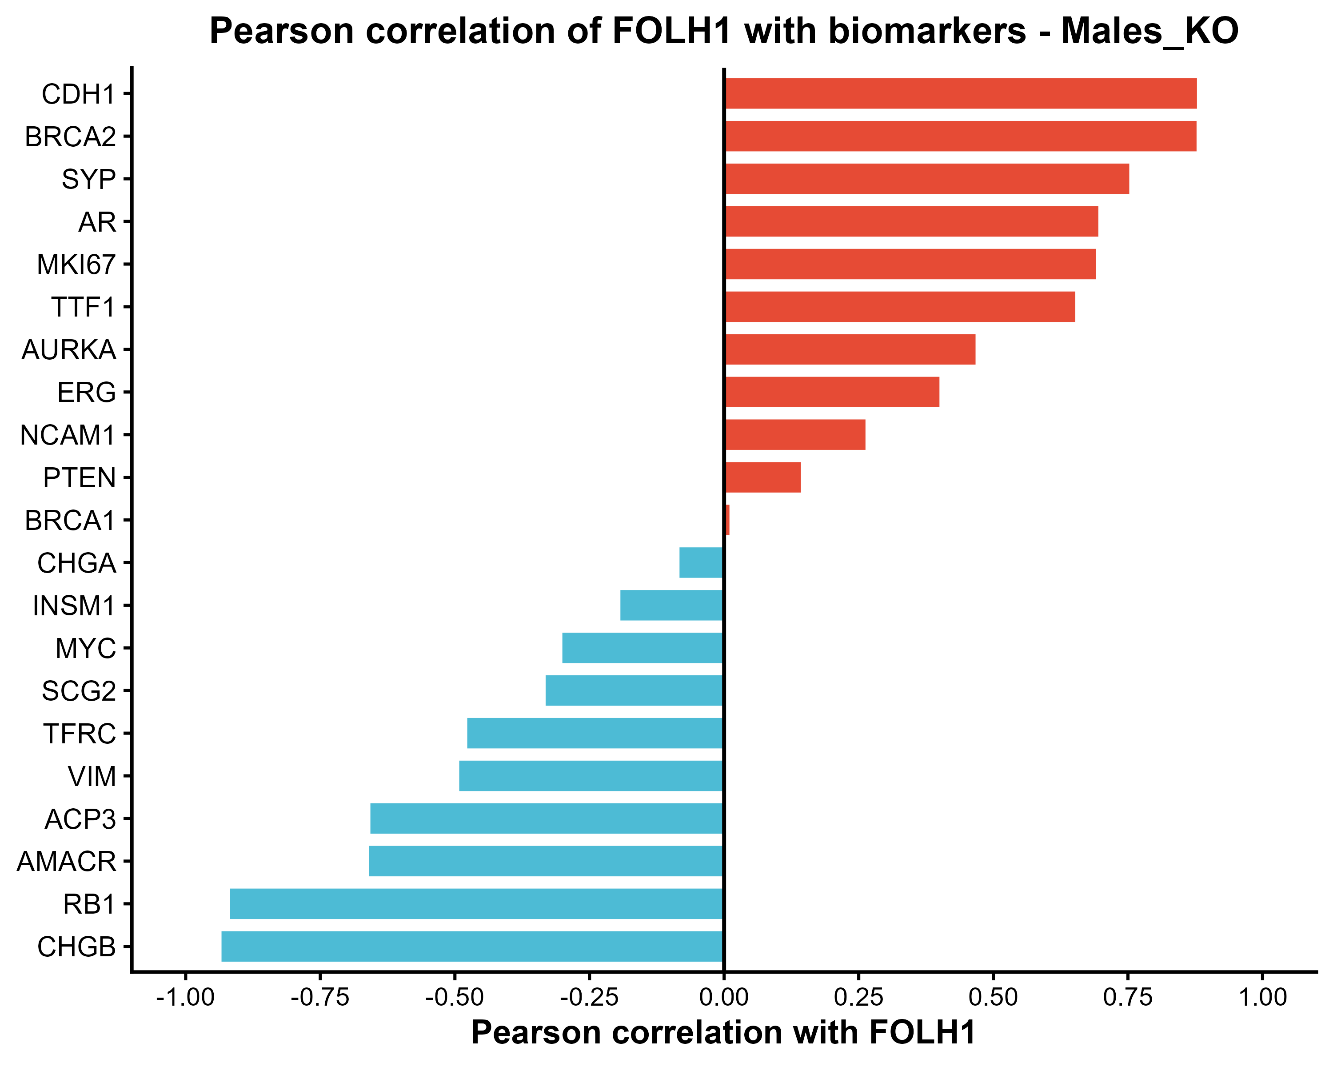 Pearson correlation of FOLH1 with biomarkers - Males_KO
CDH1
BRCA2
SYP
AR
MKI67
TTF1
AURKA
ERG
NCAM1
PTEN
BRCA1
CHGA
INSM1
MYC
SCG2
TFRC
VIM
ACP3
AMACR
RB1
CHGB
-1.00 -0.75 -0.50 -0.25 0.00 0.25 0.50 0.75 1.00
Pearson correlation with FOLH1